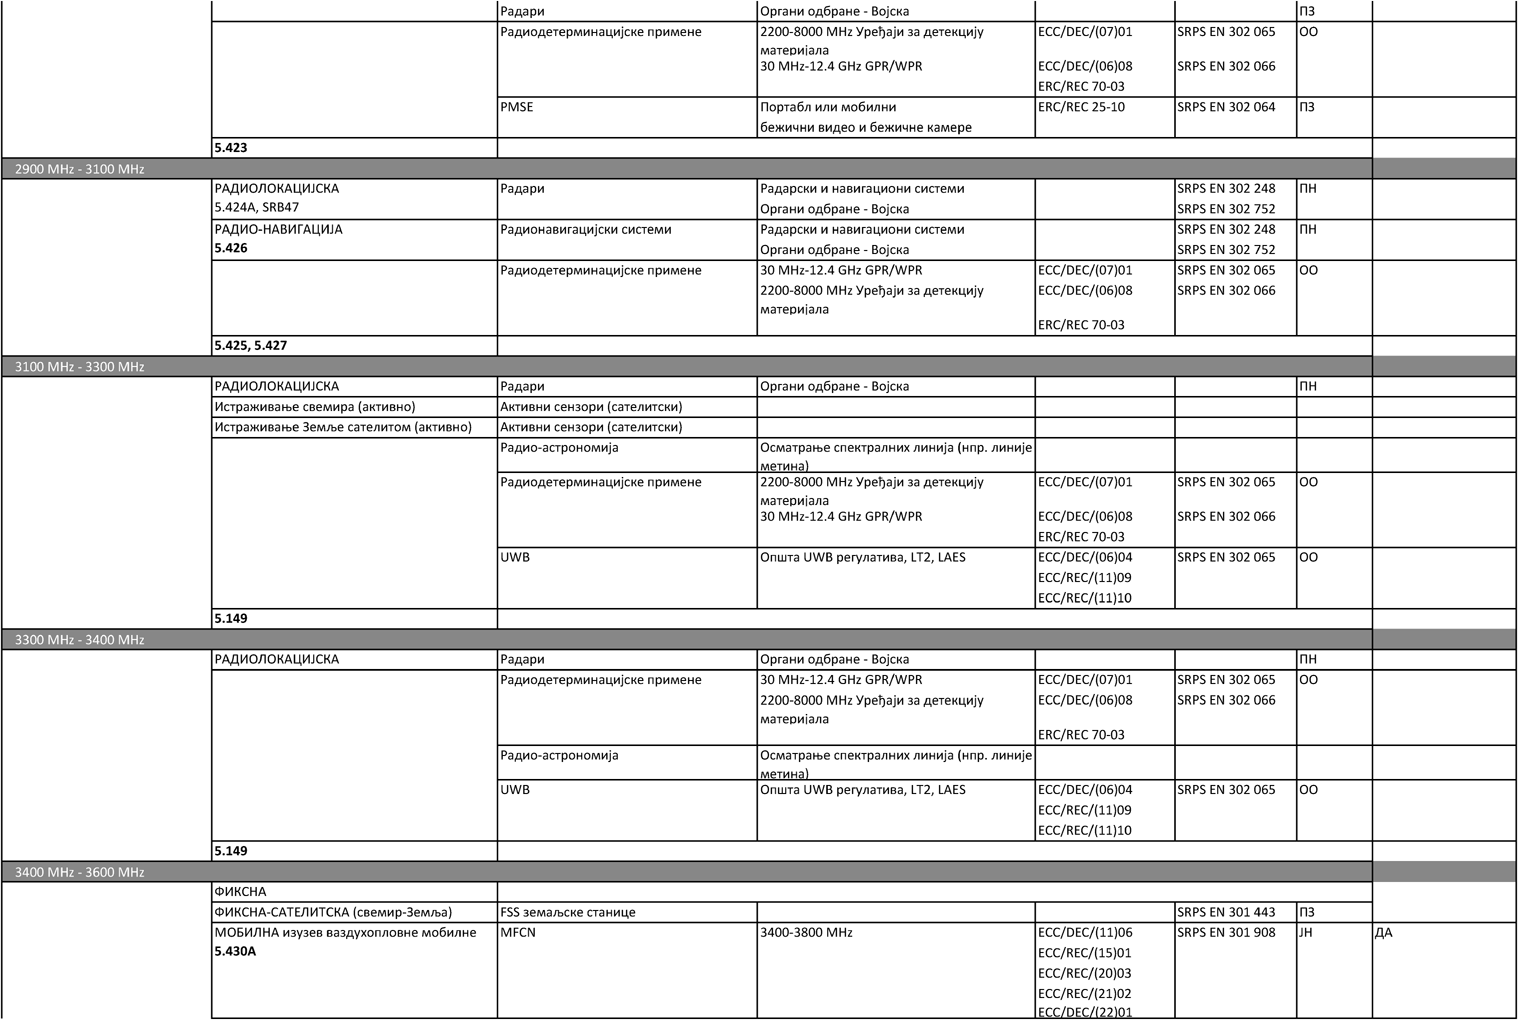 Радари Органи одбране - Војска ПЗ
Радиодетерминацијске примене 2200-8000 MHz Уређаји за детекцију ECC/DEC/(07)01 SRPS EN 302 065 ОО
материјала
30 MHz-12.4 GHz GPR/WPR ECC/DEC/(06)08 SRPS EN 302 066
ERC/REC 70-03
PMSE Портабл или мобилни ERC/REC 25-10 SRPS EN 302 064 ПЗ
бежични видео и бежичне камере
5.423
2900 MHz - 3100 MHz
РАДИОЛОКАЦИЈСКА Радари Радарски и навигациони системи SRPS EN 302 248 ПН
5.424A, SRB47 Органи одбране - Војска SRPS EN 302 752
РАДИО-НАВИГАЦИЈА Радионавигацијски системи Радарски и навигациони системи SRPS EN 302 248 ПН
5.426 Органи одбране - Војска SRPS EN 302 752
Радиодетерминацијске примене 30 MHz-12.4 GHz GPR/WPR ECC/DEC/(07)01 SRPS EN 302 065 ОО
2200-8000 MHz Уређаји за детекцију ECC/DEC/(06)08 SRPS EN 302 066
материјала
ERC/REC 70-03
5.425, 5.427
3100 MHz - 3300 MHz
РАДИОЛОКАЦИЈСКА Радари Органи одбране - Војска ПН
Истраживање свемира (активно) Активни сензори (сателитски)
Истраживање Земље сателитом (активно) Активни сензори (сателитски)
Радио-астрономија Осматрање спектралних линија (нпр. линије
метина)
Радиодетерминацијске примене 2200-8000 MHz Уређаји за детекцију ECC/DEC/(07)01 SRPS EN 302 065 ОО
материјала
30 MHz-12.4 GHz GPR/WPR ECC/DEC/(06)08 SRPS EN 302 066
ERC/REC 70-03
UWB Општа UWB регулатива, LT2, LAES ECC/DEC/(06)04 SRPS EN 302 065 ОО
ECC/REC/(11)09
ECC/REC/(11)10
5.149
3300 MHz - 3400 MHz
РАДИОЛОКАЦИЈСКА Радари Органи одбране - Војска ПН
Радиодетерминацијске примене 30 MHz-12.4 GHz GPR/WPR ECC/DEC/(07)01 SRPS EN 302 065 ОО
2200-8000 MHz Уређаји за детекцију ECC/DEC/(06)08 SRPS EN 302 066
материјала
ERC/REC 70-03
Радио-астрономија Осматрање спектралних линија (нпр. линије
метина)
UWB Општа UWB регулатива, LT2, LAES ECC/DEC/(06)04 SRPS EN 302 065 ОО
ECC/REC/(11)09
ECC/REC/(11)10
5.149
3400 MHz - 3600 MHz
ФИКСНА
ФИКСНА-САТЕЛИТСКА (свемир-Земља) FSS земаљске станице SRPS EN 301 443 ПЗ
МОБИЛНА изузев ваздухопловне мобилне MFCN 3400-3800 MHz ECC/DEC/(11)06 SRPS EN 301 908 ЈН ДА
5.430A ECC/REC/(15)01
ECC/REC/(20)03
ECC/REC/(21)02
ECC/DEC/(22)01